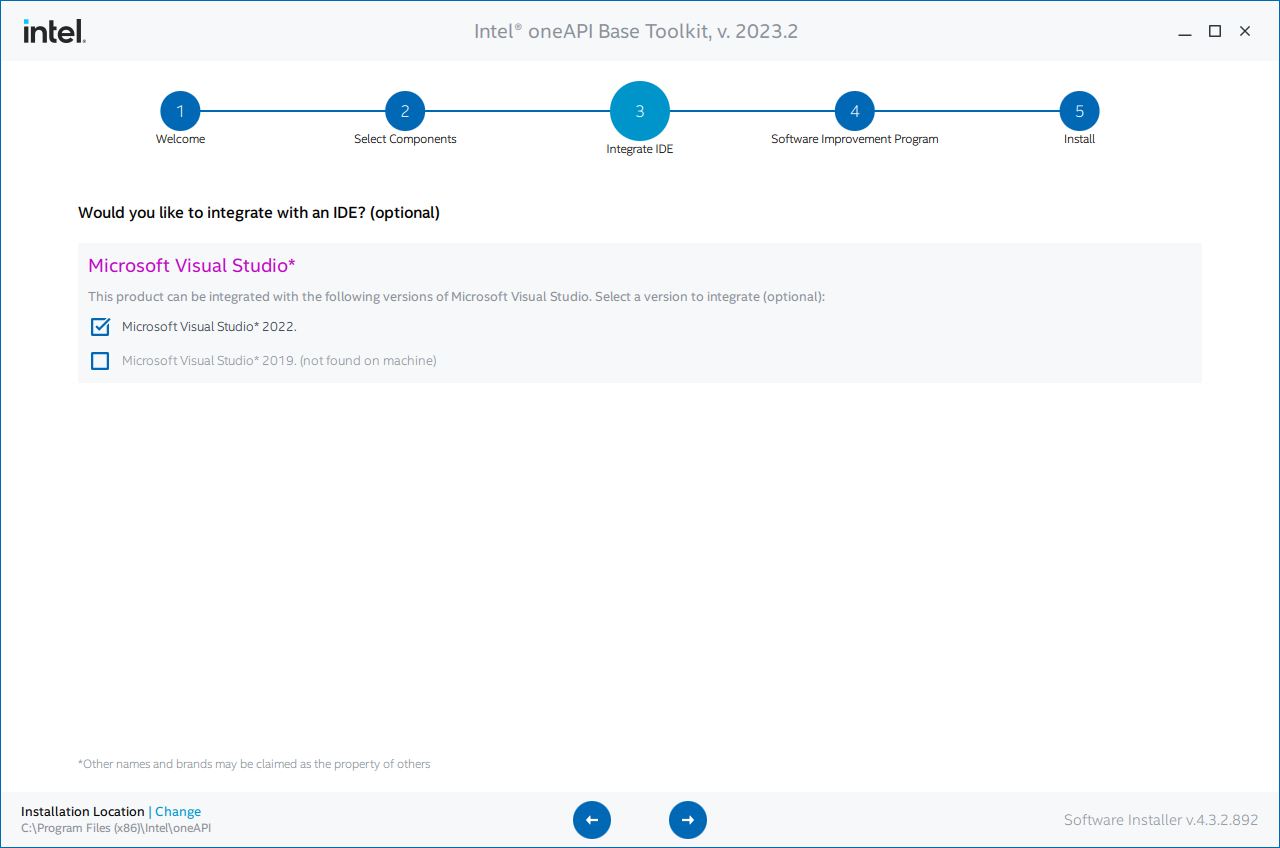 intel.
Intel® oneAPI Base Toolkit, v. 2023.2
1
2
3
4
5
Welcome
Select Components
Integrate IDE
Software Improvement Program
Install
Would you like to integrate with an IDE? (optional)
Microsoft Visual Studio*
This product can be integrated with the following versions of Microsoft Visual Studio. Select a version to integrate (optional):
Microsoft Visual Studio* 2022.
Microsoft Visual Studio* 2019. (not found on machine)
*Other names and brands may be claimed as the property of others
Installation Location | Change
C:\Program Files (x86)\Intel\oneAPI
Software Installer v.4.3.2.892